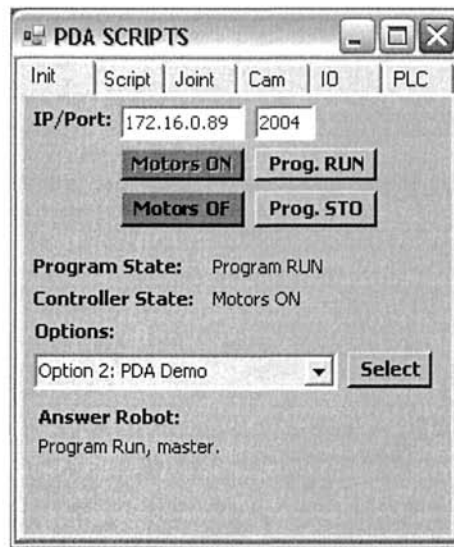 PDA SCRIPTS
Init Script Joint Cam IO PLC
IP/Port: 172.16.0.89 2004
Motors ON Prog. RUN
Motors OF Prog. STO
Program State: Program RUN
Controller State: Motors ON
Options:
Option 2: PDA Demo Select
Answer Robot:
Program Run, master.